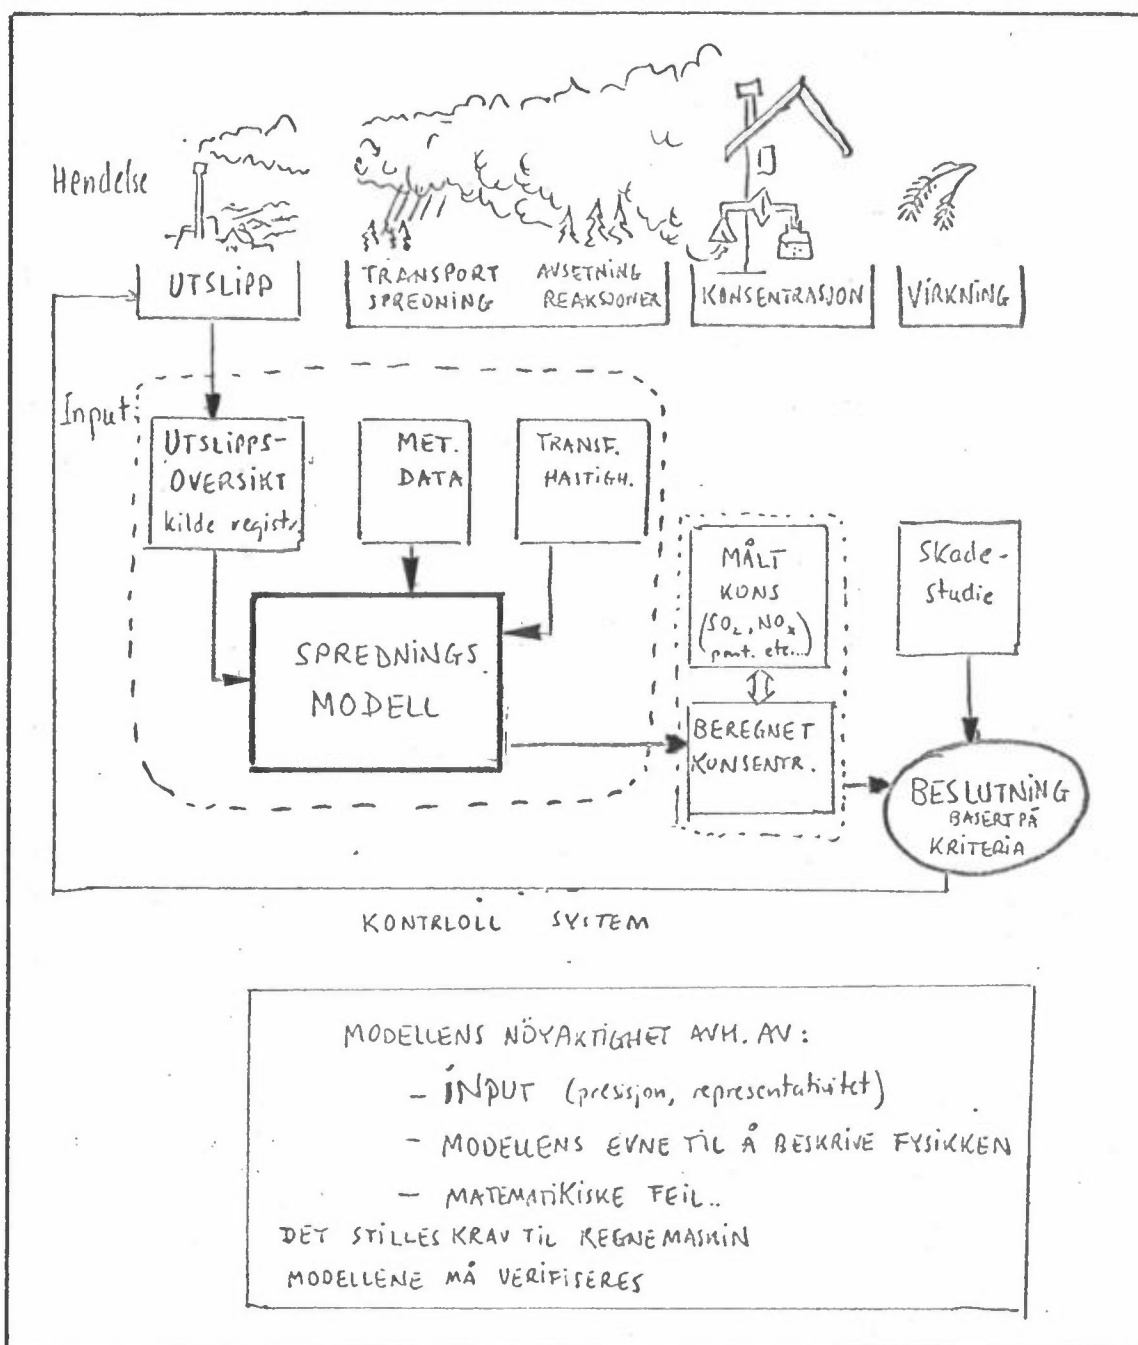 Hendelse
UTSLIPP
TRANSPORT
SPREDNING
AVSETNING
REAKSJONER
KONSENTRASJON
VIRKNING
Input
UTSLIPPS-
OVERSIKT
kilde registr.
MET.
DATA
TRANSF.
HASTIGH.
SPREDNINGS
MODELL
MÅLT
KONS
(SO2, NOx)
part. etc...
BEREGNET
KONSENTR.
Skade-
studie
BESLUTNING
BASERT PÅ
KRITERIA
KONTRLOLL SYSTEM
MODELLENS NÖYAKTIGHET AVH. AV:
- INPUT (presisjon, representativitet)
- MODELLENS EVNE TIL Å BESKRIVE FYSIKKEN
- MATEMATIKISKE FEIL..
DET STILLES KRAV TIL REGNEMASKIN
MODELLENE MÅ VERIFISERES